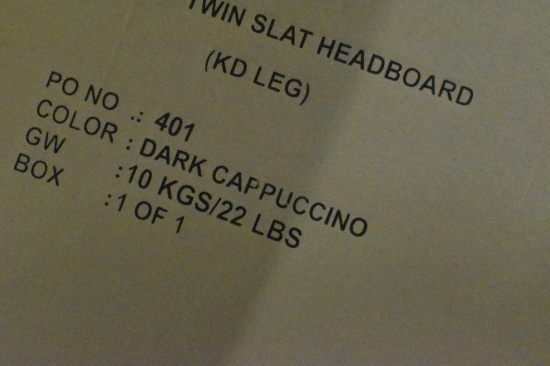 TWIN SLAT HEADBOARD
(KD LEG)
PO NO .: 401
COLOR : DARK CAPPUCCINO
GW :10 KGS/22 LBS
BOX :1 OF 1